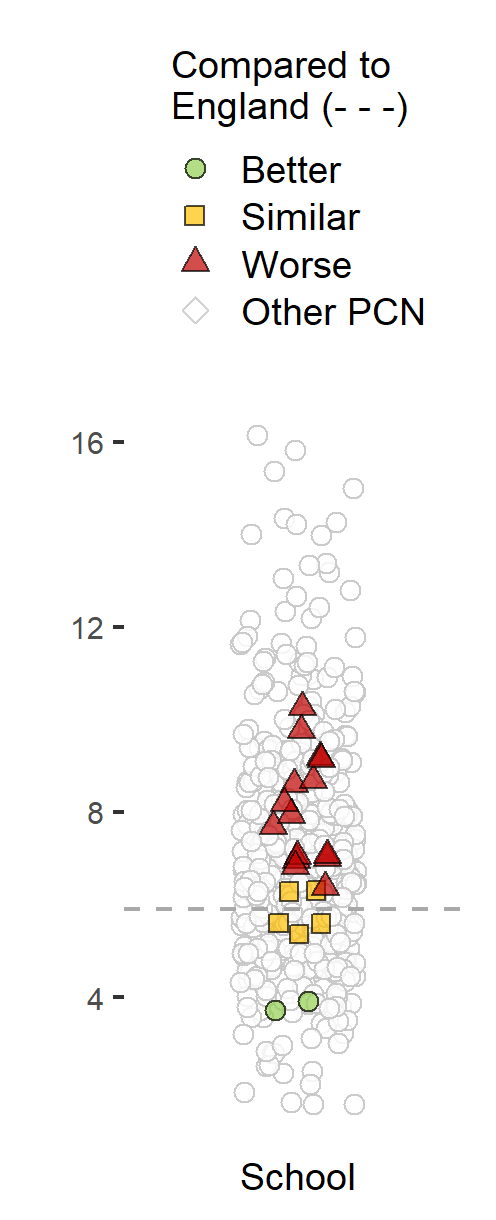 Compared to
England (- - -)
Better
Similar
Worse
Other PCN
16
12
8
4
School